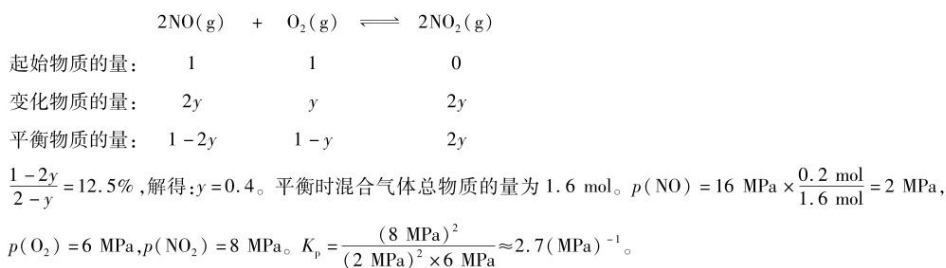 2NO(g) + O₂(g) ⇌ 2NO₂(g)
起始物质的量: 1 1 0
变化物质的量: 2y y 2y
平衡物质的量: 1-2y 1-y 2y
(1-2y)/(2-y)=12.5%,解得:y=0.4。平衡时混合气体总物质的量为1.6 mol。p(NO)=16 MPa×(0.2 mol)/(1.6 mol)=2 MPa,
p(O₂)=6 MPa,p(NO₂)=8 MPa。Kₚ=(8 MPa)²/((2 MPa)²×6 MPa)≈2.7(MPa)⁻¹。